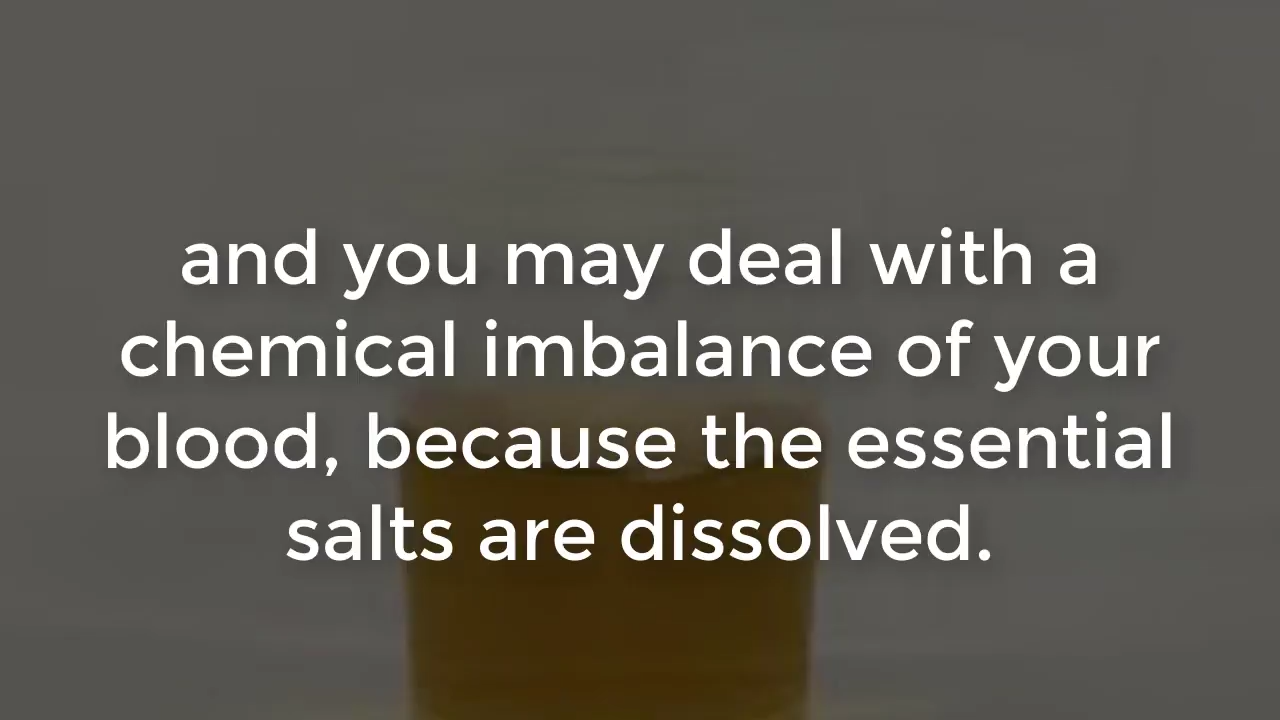 and you may deal with a
chemical imbalance of your
blood, because the essential
salts are dissolved.